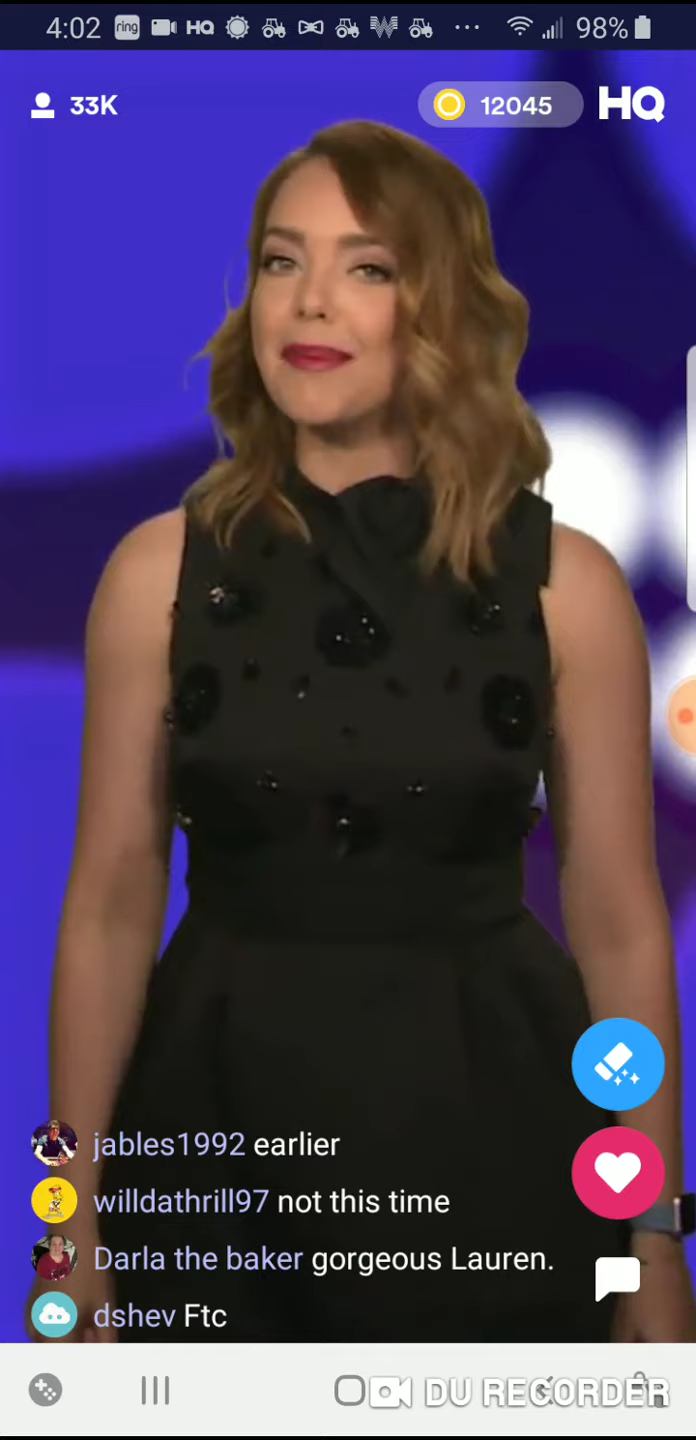 4:02 ring HQ 98%
33K 12045 HQ
jables1992 earlier
willdathrill97 not this time
Darla the baker gorgeous Lauren.
dshev Ftc
DU RECORDER